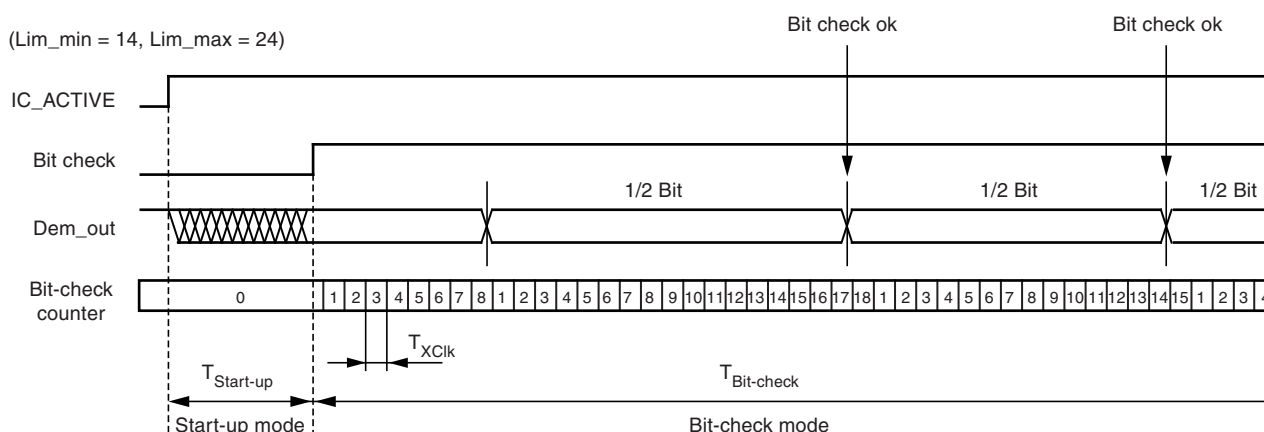 Bit check ok Bit check ok
(Lim_min = 14, Lim_max = 24)
IC_ACTIVE
Bit check
1/2 Bit 1/2 Bit 1/2 Bit
Dem_out
Bit-check
counter
0 1 2 3 4 5 6 7 8 1 2 3 4 5 6 7 8 9 10 11 12 13 14 15 16 17 18 1 2 3 4 5 6 7 8 9 10 11 12 13 14 15 1 2 3 4
TXClk
TStart-up TBit-check
Start-up mode Bit-check mode